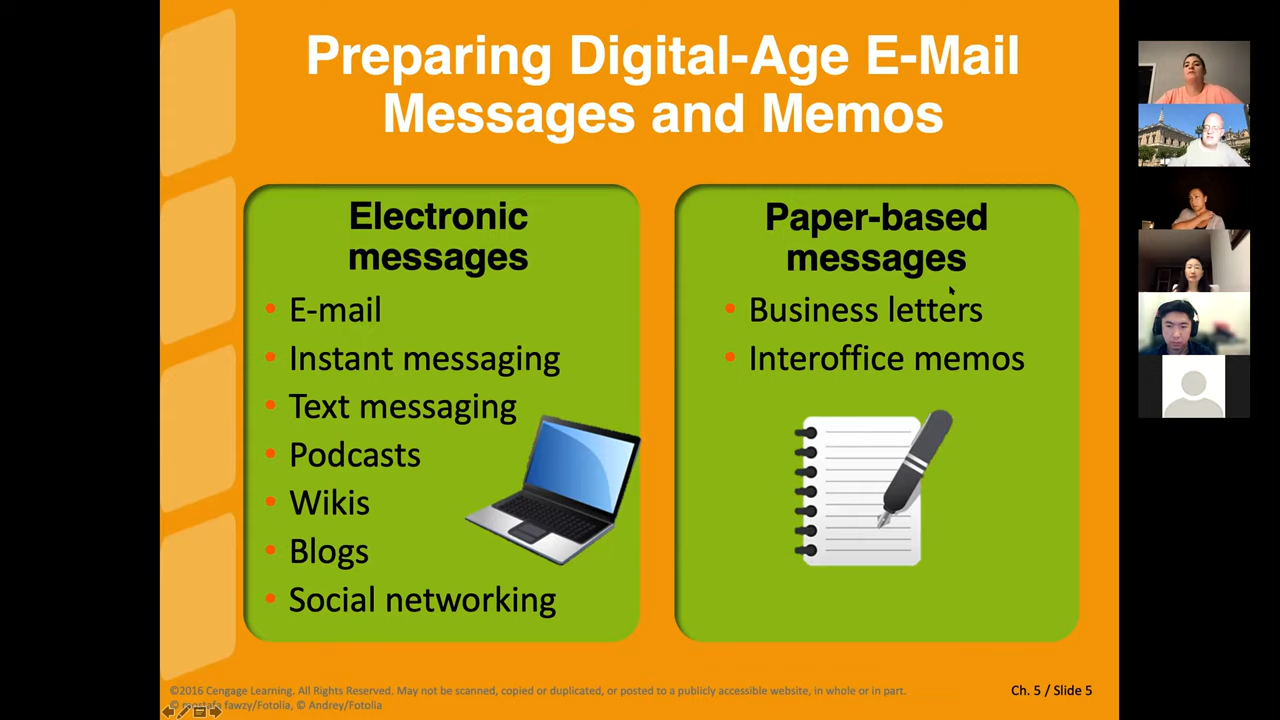 Preparing Digital-Age E-Mail
Messages and Memos
Electronic
messages
• E-mail
• Instant messaging
• Text messaging
• Podcasts
• Wikis
• Blogs
• Social networking
Paper-based
messages
• Business letters
• Interoffice memos
©2016 Cengage Learning. All Rights Reserved. May not be scanned, copied or duplicated, or posted to a publicly accessible website, in whole or in part.
© mostafa fawzy/Fotolia, © Andrey/Fotolia
Ch. 5 / Slide 5